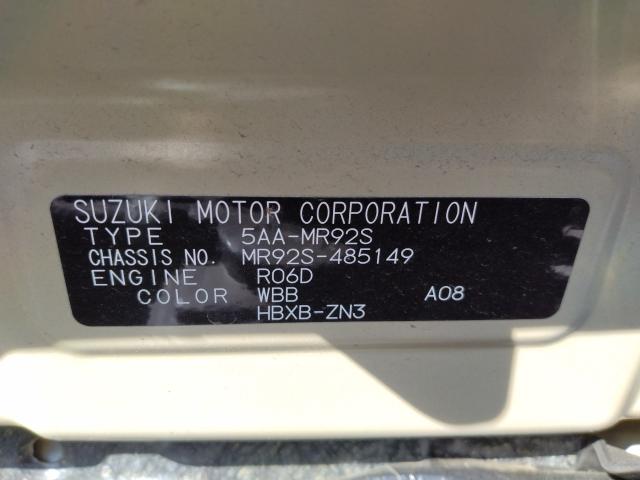 SUZUKI MOTOR CORPORATION
TYPE 5AA-MR92S
CHASSIS NO. MR92S-485149
ENGINE R06D
COLOR WBB A08
HBXB-ZN3